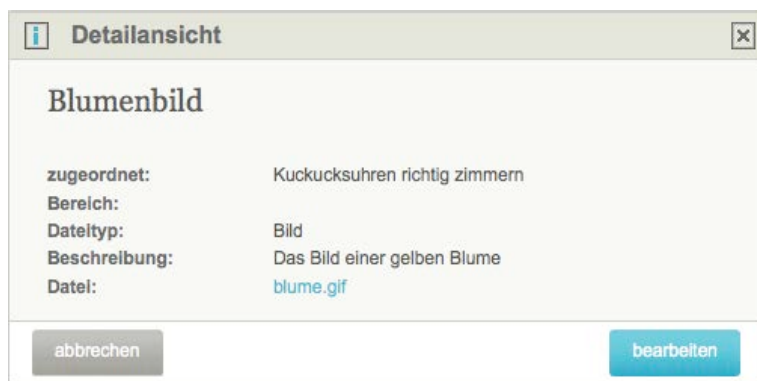 Detailansicht
Blumenbild
zugeordnet: Kuckucksuhren richtig zimmern
Bereich:
Dateityp: Bild
Beschreibung: Das Bild einer gelben Blume
Datei: blume.gif
abbrechen bearbeiten